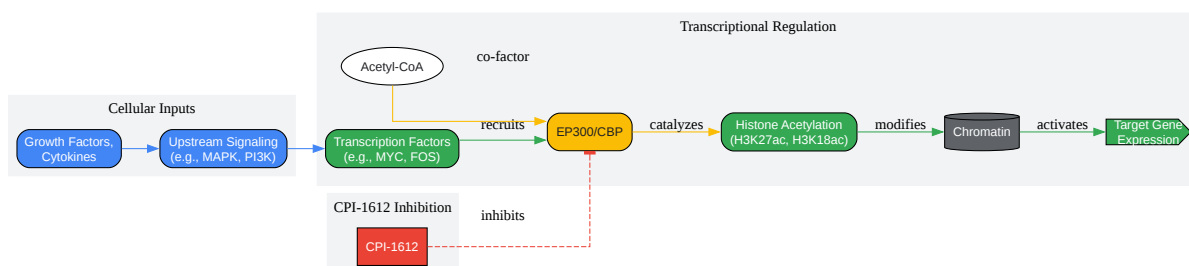 Transcriptional Regulation
Acetyl-CoA
co-factor
Cellular Inputs
Growth Factors,
Cytokines
Upstream Signaling
(e.g., MAPK, PI3K)
Transcription Factors
(e.g., MYC, FOS)
recruits
EP300/CBP
catalyzes
Histone Acetylation
(H3K27ac, H3K18ac)
modifies
Chromatin
activates
Target Gene
Expression
CPI-1612 Inhibition
inhibits
CPI-1612